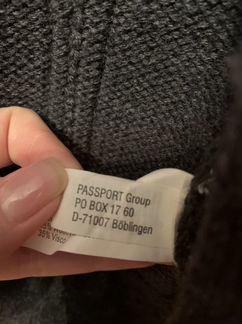 PASSPORT Group
PO BOX 17 60
D-71007 Böblingen